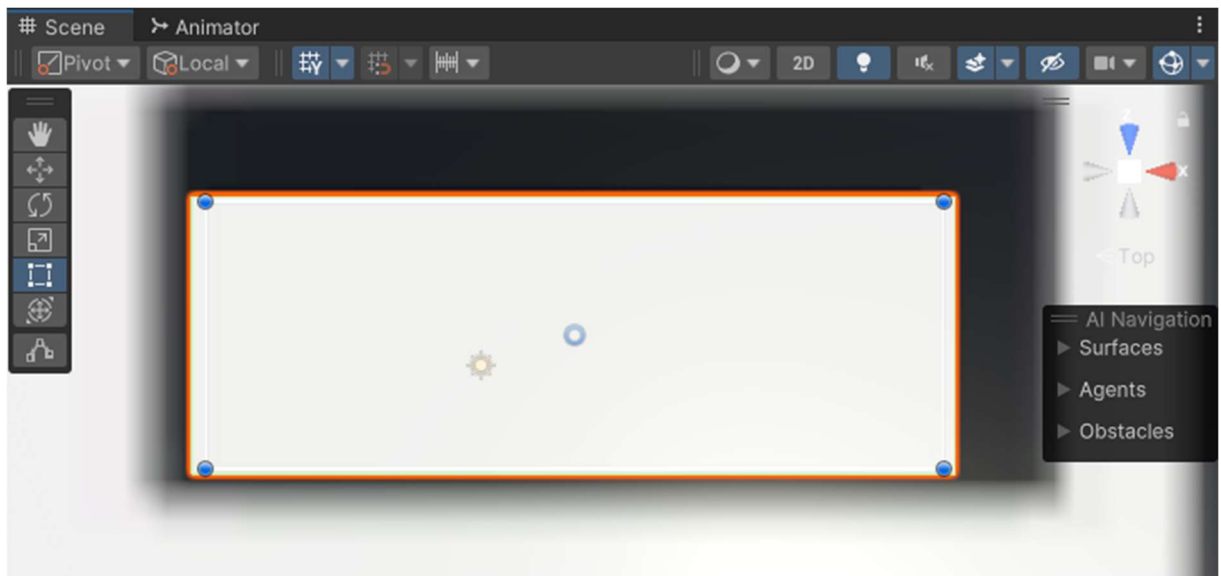 Scene Animator
Pivot Local 2D
z
x
Top
AI Navigation
Surfaces
Agents
Obstacles